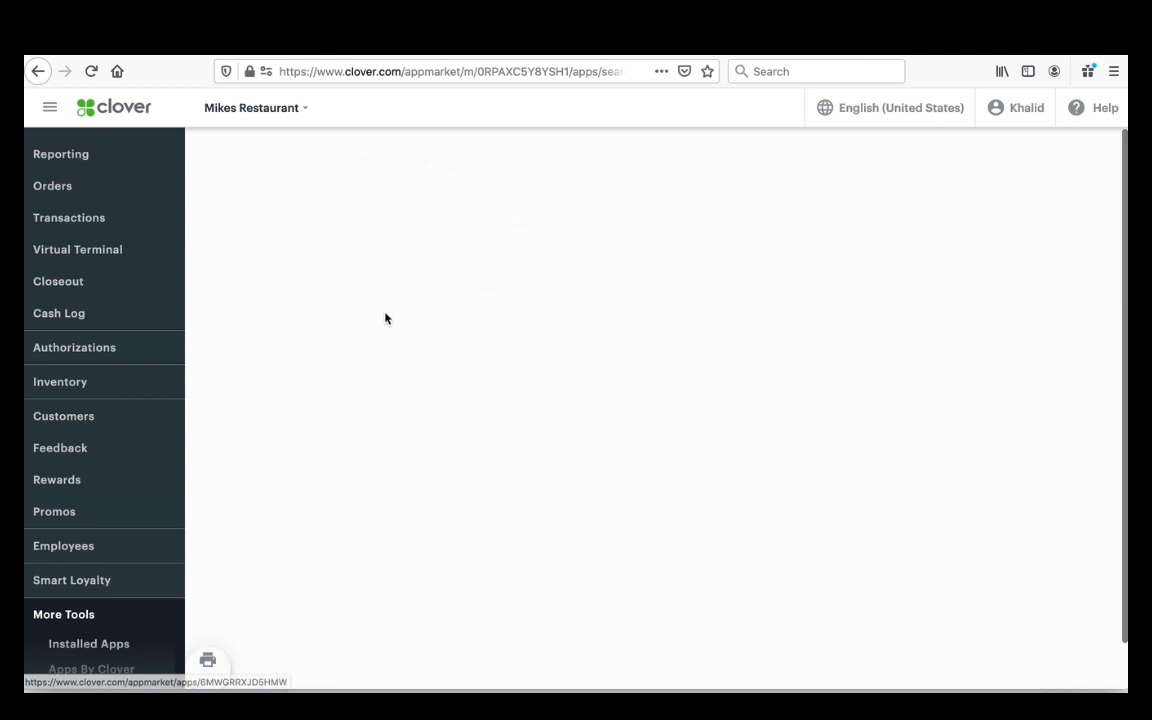 https://www.clover.com/appmarket/m/0RPAXC5Y8YSH1/apps/sear
Search
clover
Mikes Restaurant
English (United States)
Khalid
Help
Reporting
Orders
Transactions
Virtual Terminal
Closeout
Cash Log
Authorizations
Inventory
Customers
Feedback
Rewards
Promos
Employees
Smart Loyalty
More Tools
Installed Apps
Apps By Clover
https://www.clover.com/appmarket/apps/6MWGRRXJD5HMW